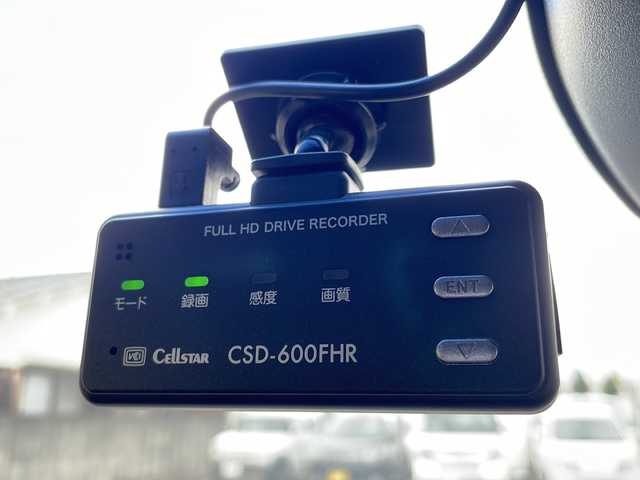 FULL HD DRIVE RECORDER
△
モード 録画 感度 画質
ENT
CELLSTAR CSD-600FHR
▽